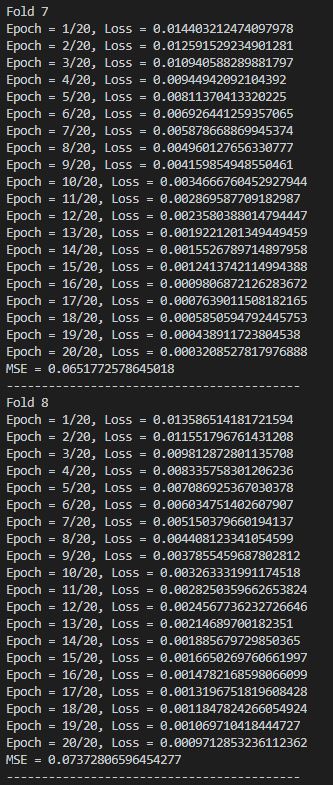 Fold 7
Epoch = 1/20, Loss = 0.014403212474097978
Epoch = 2/20, Loss = 0.012591529234901281
Epoch = 3/20, Loss = 0.010940588289881797
Epoch = 4/20, Loss = 0.00944942092104392
Epoch = 5/20, Loss = 0.00811370413320225
Epoch = 6/20, Loss = 0.006926441259357065
Epoch = 7/20, Loss = 0.005878668869945374
Epoch = 8/20, Loss = 0.004960127656330777
Epoch = 9/20, Loss = 0.004159854948550461
Epoch = 10/20, Loss = 0.0034666760452927944
Epoch = 11/20, Loss = 0.002869587709182987
Epoch = 12/20, Loss = 0.0023580388014794447
Epoch = 13/20, Loss = 0.0019221201349449459
Epoch = 14/20, Loss = 0.0015526789714897958
Epoch = 15/20, Loss = 0.0012413742114994388
Epoch = 16/20, Loss = 0.0009806872126283672
Epoch = 17/20, Loss = 0.0007639011508182165
Epoch = 18/20, Loss = 0.0005850594792445753
Epoch = 19/20, Loss = 0.000438911723804538
Epoch = 20/20, Loss = 0.0003208527817976888
MSE = 0.0651772578645018
------------------------------------------
Fold 8
Epoch = 1/20, Loss = 0.013586514181721594
Epoch = 2/20, Loss = 0.011551796761431208
Epoch = 3/20, Loss = 0.009812872801135708
Epoch = 4/20, Loss = 0.008335758301206236
Epoch = 5/20, Loss = 0.007086925367030378
Epoch = 6/20, Loss = 0.006034751402607907
Epoch = 7/20, Loss = 0.005150379660194137
Epoch = 8/20, Loss = 0.004408123341054599
Epoch = 9/20, Loss = 0.0037855459687802812
Epoch = 10/20, Loss = 0.003263331991174518
Epoch = 11/20, Loss = 0.0028250359662653824
Epoch = 12/20, Loss = 0.0024567736232726646
Epoch = 13/20, Loss = 0.00214689700182351
Epoch = 14/20, Loss = 0.001885679729850365
Epoch = 15/20, Loss = 0.0016650269760661997
Epoch = 16/20, Loss = 0.0014782168598066099
Epoch = 17/20, Loss = 0.0013196751819608428
Epoch = 18/20, Loss = 0.0011847824266054924
Epoch = 19/20, Loss = 0.001069710418444727
Epoch = 20/20, Loss = 0.0009712853236112362
MSE = 0.07372806596454277
------------------------------------------